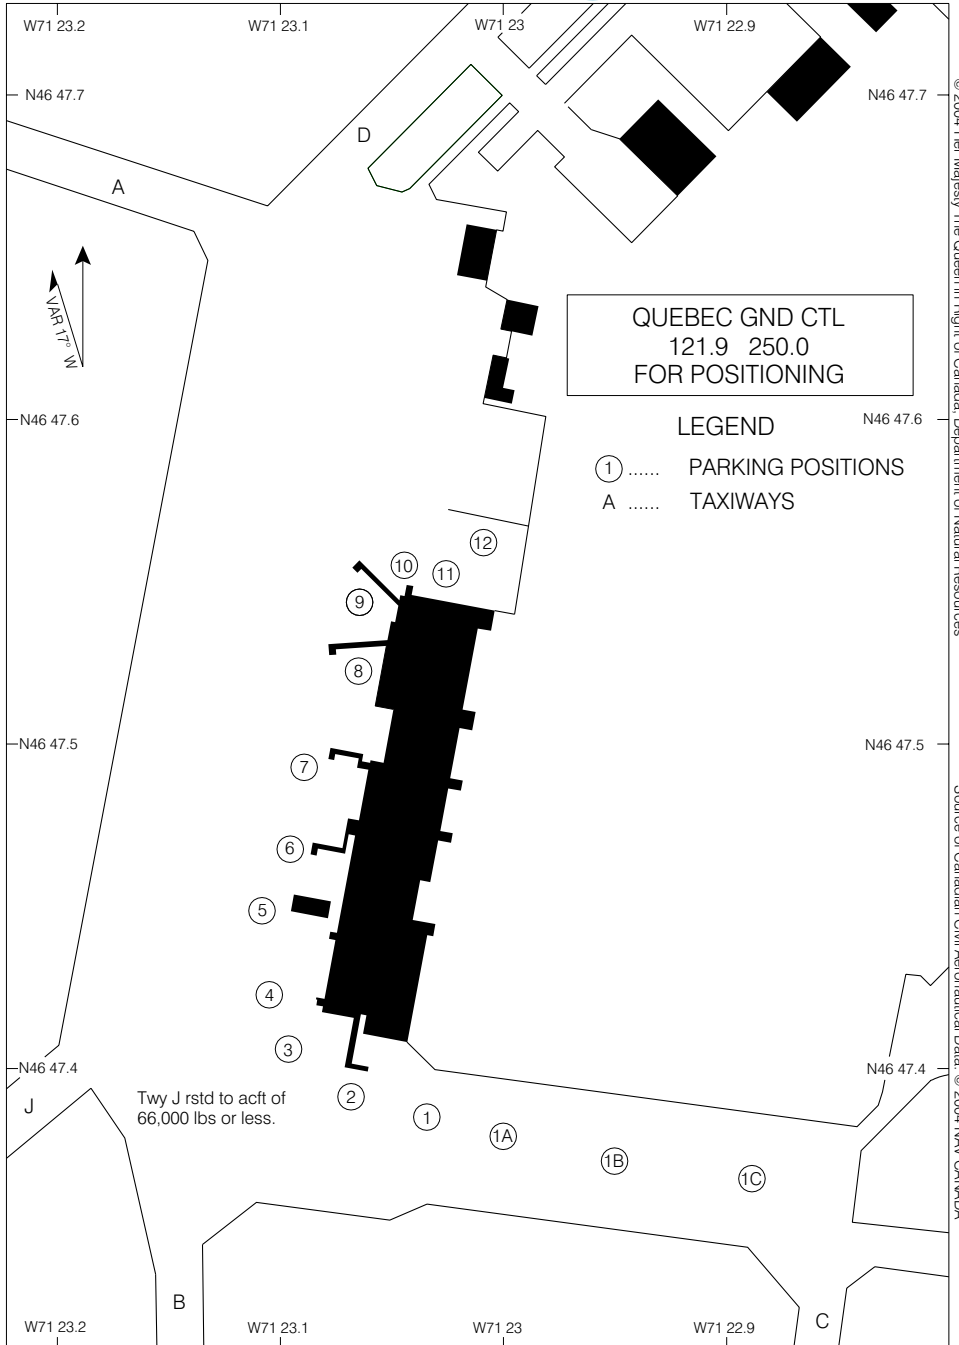 W71 23.2 W71 23.1 W71 23 W71 22.9
N46 47.7 N46 47.7
D
A
VAR 17° W
QUEBEC GND CTL
121.9 250.0
FOR POSITIONING
N46 47.6 N46 47.6
LEGEND
1 ...... PARKING POSITIONS
A ...... TAXIWAYS
12
10
11
9
8
N46 47.5 N46 47.5
7
6
5
4
3
N46 47.4 N46 47.4
Twy J rstd to acft of
66,000 lbs or less.
J
2
1
1A
1B
1C
B
C
W71 23.2 W71 23.1 W71 23 W71 22.9
© 2004 Her Majesty The Queen in Right of Canada, Department of Natural Resources
Source of Canadian Civil Aeronautical Data: © 2004 NAV CANADA